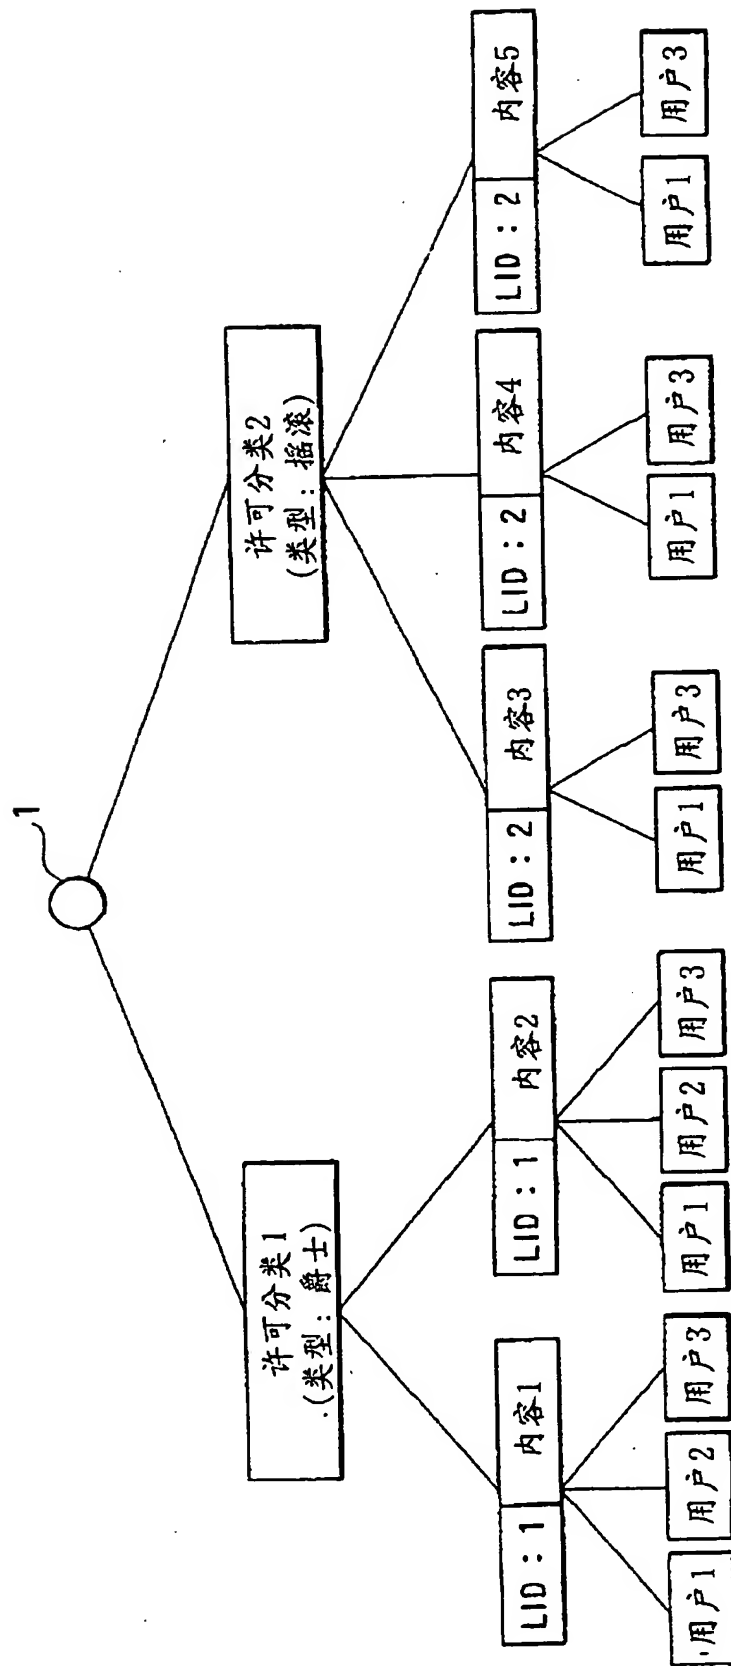 1
许可分类1
(类型:爵士)
许可分类2
(类型:摇滚)
LID:1 内容1
LID:1 内容2
LID:2 内容3
LID:2 内容4
LID:2 内容5
用户1 用户2 用户3
用户1 用户2 用户3
用户1 用户3
用户1 用户3
用户1 用户3